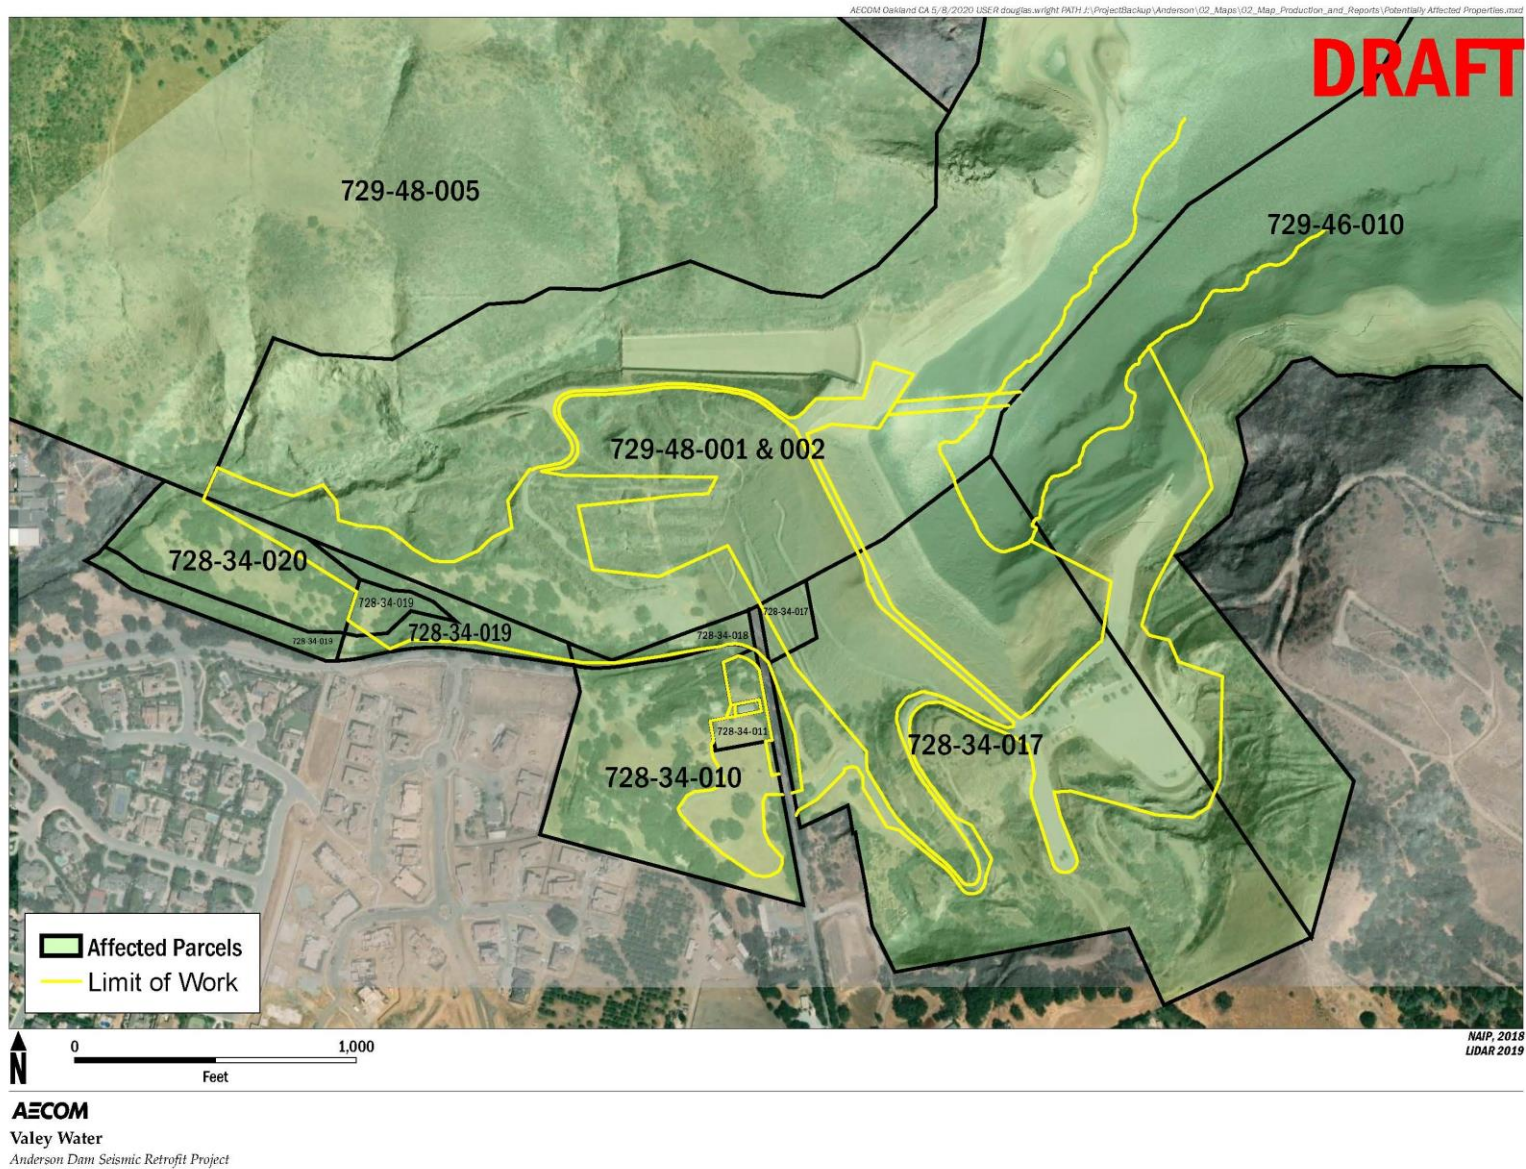 AECOM Oakland CA 5/8/2020 USER douglas.wright PATH J:\ProjectBackup\Anderson\02_Maps\02_Map_Production_and_Reports\Potentially Affected Properties.mxd
DRAFT
729-48-005
729-46-010
729-48-001 & 002
728-34-020
728-34-019
728-34-017
728-34-019
728-34-018
728-34-019
728-34-011
728-34-017
728-34-010
Affected Parcels
Limit of Work
N
0 1,000
Feet
NAIP, 2018
LiDAR 2019
AECOM
Valey Water
Anderson Dam Seismic Retrofit Project